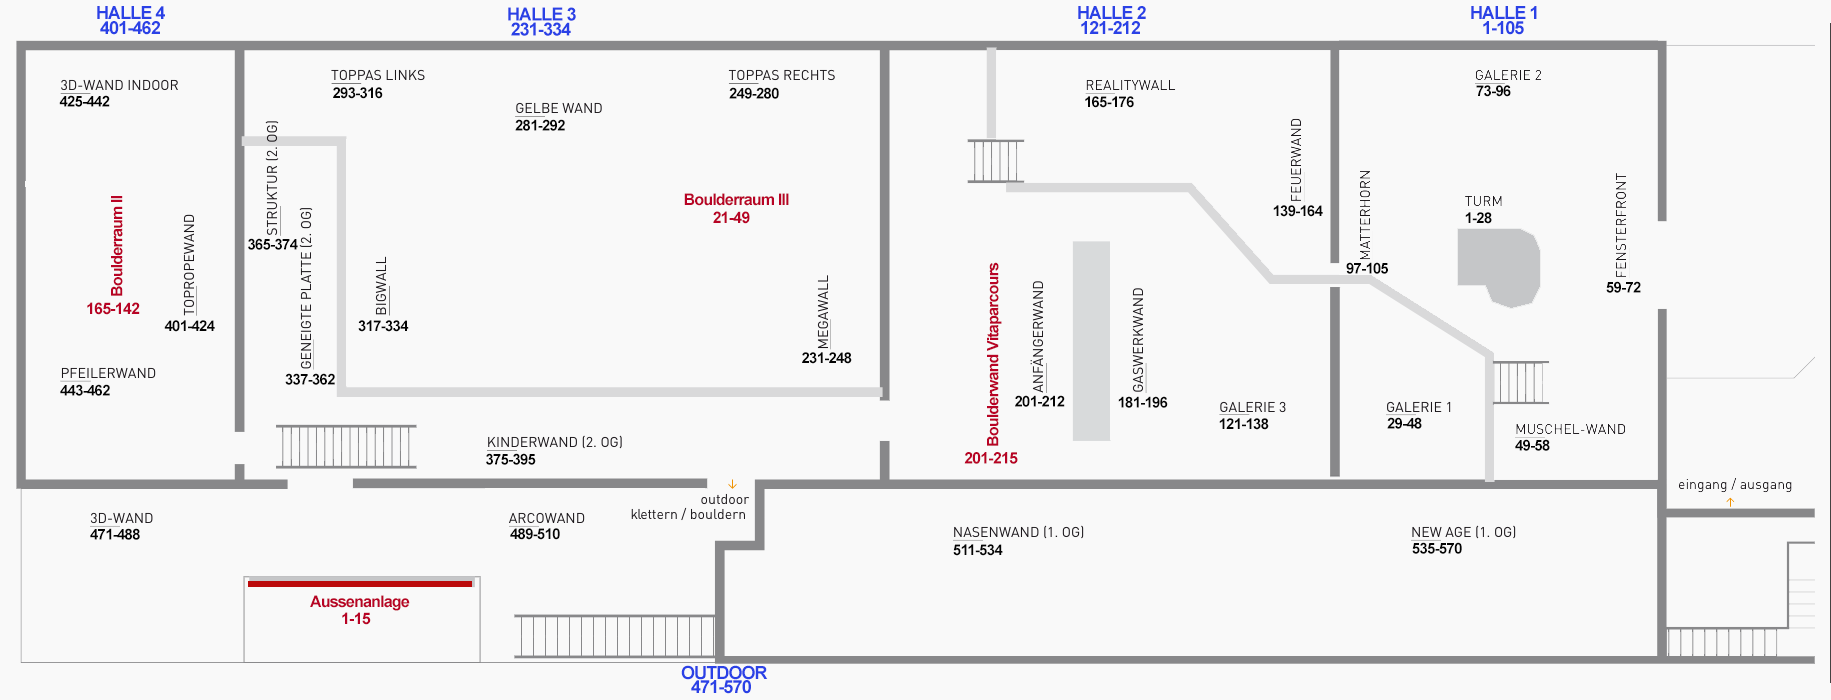 HALLE 4
401-462
HALLE 3
231-334
HALLE 2
121-212
HALLE 1
1-105
3D-WAND INDOOR
425-442
Boulderraum II
165-142
TOPROPEWAND
401-424
PFEILERWAND
443-462
TOPPAS LINKS
293-316
GELBE WAND
281-292
TOPPAS RECHTS
249-280
STRUKTUR (2. OG)
365-374
GENEIGTE PLATTE (2. OG)
337-362
BIGWALL
317-334
Boulderraum III
21-49
MEGAWALL
231-248
KINDERWAND (2. OG)
375-395
REALITYWALL
165-176
FEUERWAND
139-164
Boulderwand Vitaparcours
201-215
ANFÄNGERWAND
201-212
GASWERKWAND
181-196
GALERIE 3
121-138
GALERIE 2
73-96
MATTERHORN
97-105
TURM
1-28
FENSTERFRONT
59-72
GALERIE 1
29-48
MUSCHEL-WAND
49-58
eingang / ausgang
outdoor
klettern / bouldern
3D-WAND
471-488
ARCOWAND
489-510
NASENWAND (1. OG)
511-534
NEW AGE (1. OG)
535-570
Aussenanlage
1-15
OUTDOOR
471-570